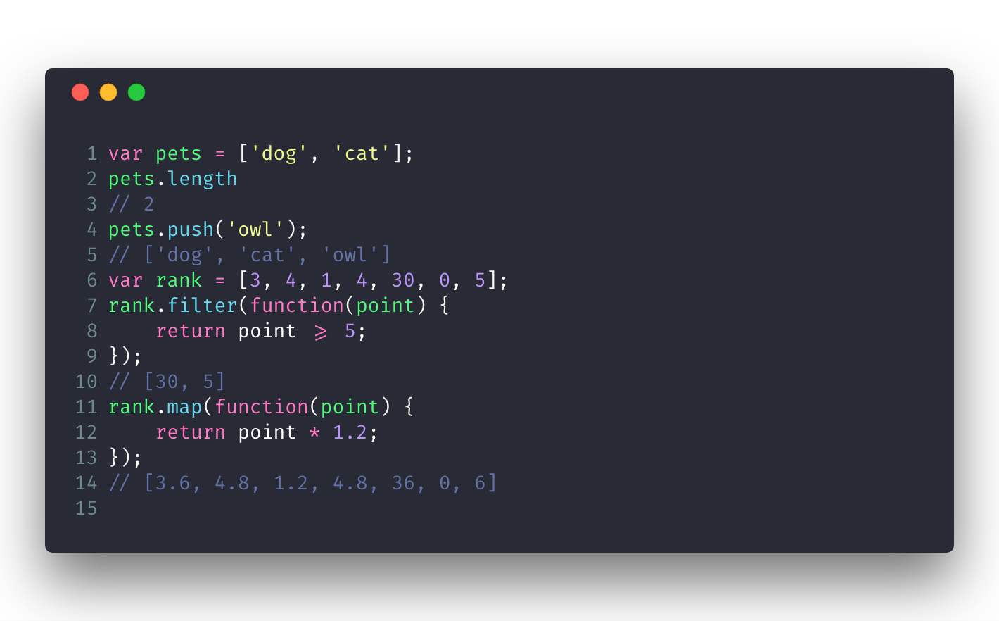 1 var pets = ['dog', 'cat'];
2 pets.length
3 // 2
4 pets.push('owl');
5 // ['dog', 'cat', 'owl']
6 var rank = [3, 4, 1, 4, 30, 0, 5];
7 rank.filter(function(point) {
8     return point >= 5;
9 });
10 // [30, 5]
11 rank.map(function(point) {
12     return point * 1.2;
13 });
14 // [3.6, 4.8, 1.2, 4.8, 36, 0, 6]
15